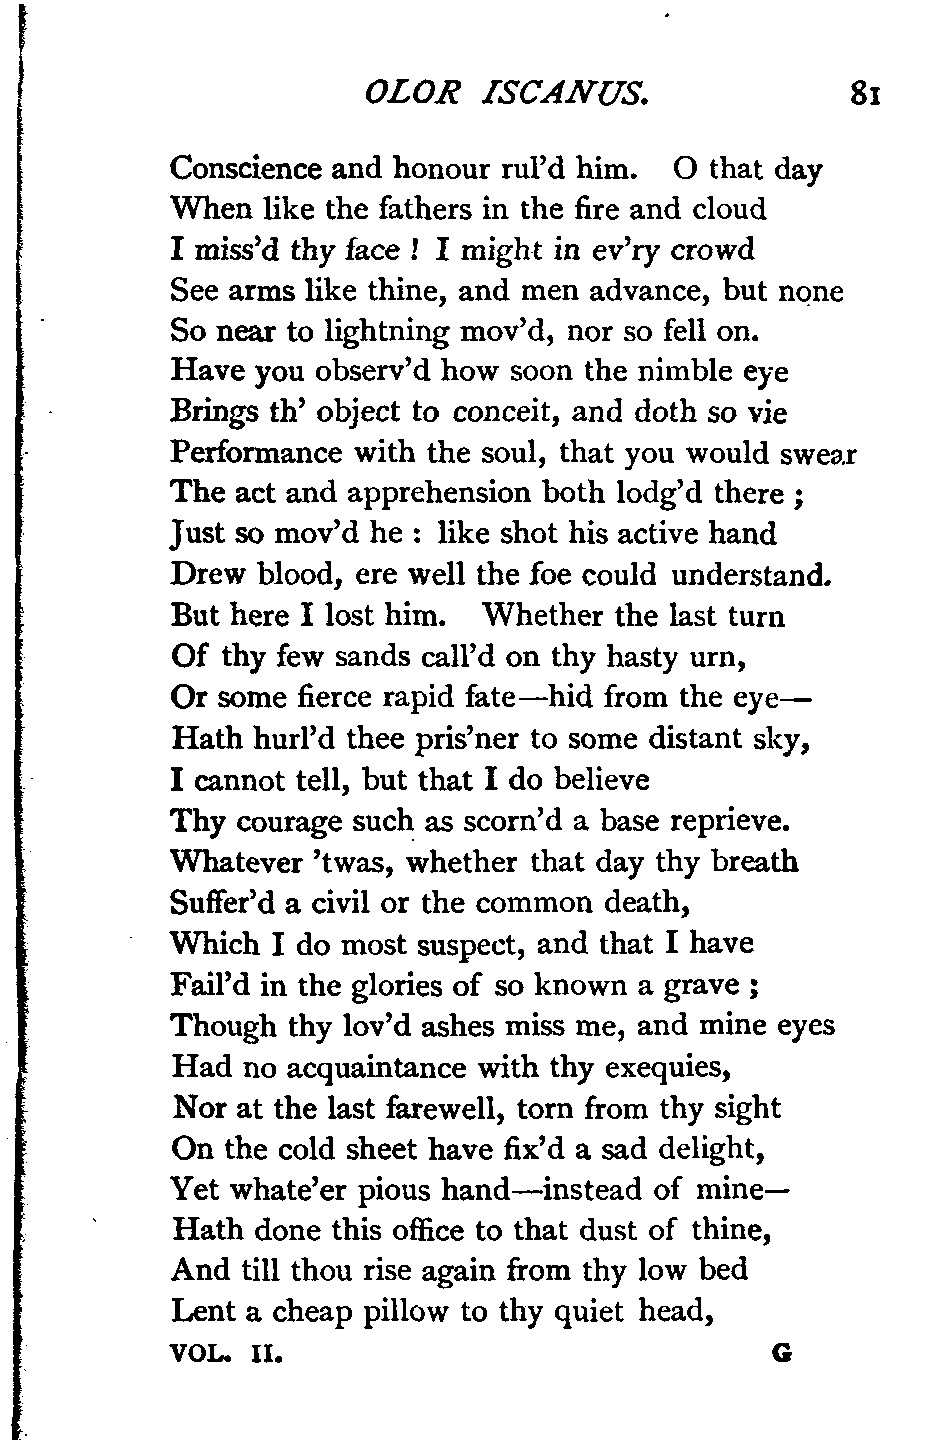 OLOR ISCANUS. 81
Conscience and honour rul'd him. O that day
When like the fathers in the fire and cloud
I miss'd thy face ! I might in ev'ry crowd
See arms like thine, and men advance, but none
So near to lightning mov'd, nor so fell on.
Have you observ'd how soon the nimble eye
Brings th' object to conceit, and doth so vie
Performance with the soul, that you would swear
The act and apprehension both lodg'd there ;
Just so mov'd he : like shot his active hand
Drew blood, ere well the foe could understand.
But here I lost him. Whether the last turn
Of thy few sands call'd on thy hasty urn,
Or some fierce rapid fate—hid from the eye—
Hath hurl'd thee pris'ner to some distant sky,
I cannot tell, but that I do believe
Thy courage such as scorn'd a base reprieve.
Whatever 'twas, whether that day thy breath
Suffer'd a civil or the common death,
Which I do most suspect, and that I have
Fail'd in the glories of so known a grave ;
Though thy lov'd ashes miss me, and mine eyes
Had no acquaintance with thy exequies,
Nor at the last farewell, torn from thy sight
On the cold sheet have fix'd a sad delight,
Yet whate'er pious hand—instead of mine—
Hath done this office to that dust of thine,
And till thou rise again from thy low bed
Lent a cheap pillow to thy quiet head,
VOL. II. G